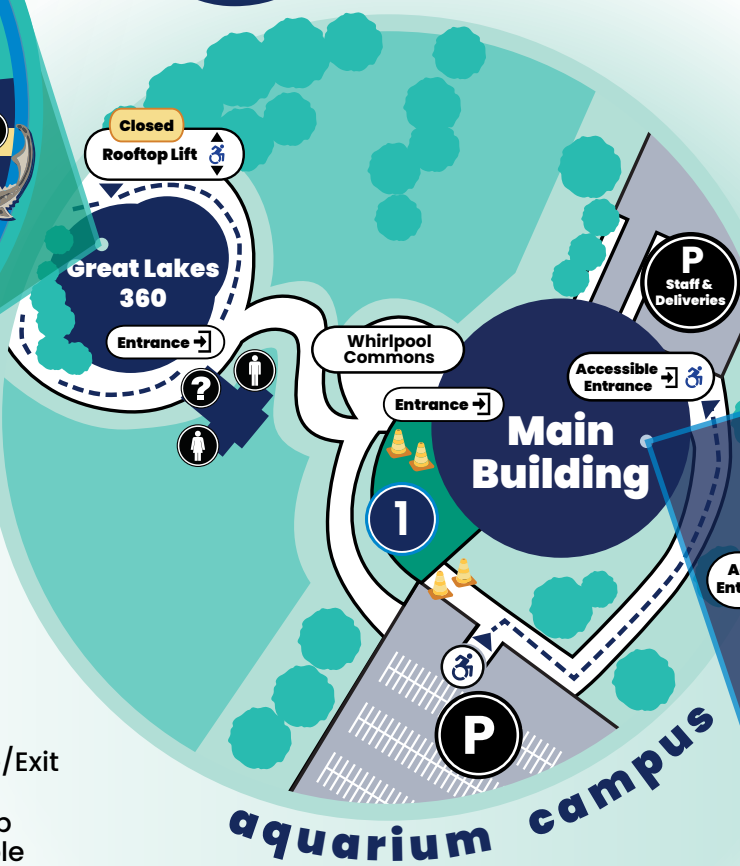 Closed
Rooftop Lift
Great Lakes
360
Entrance
?
Whirlpool
Commons
Entrance
P
Staff &
Deliveries
Accessible
Entrance
Main
Building
1
P
/Exit
aquarium campus